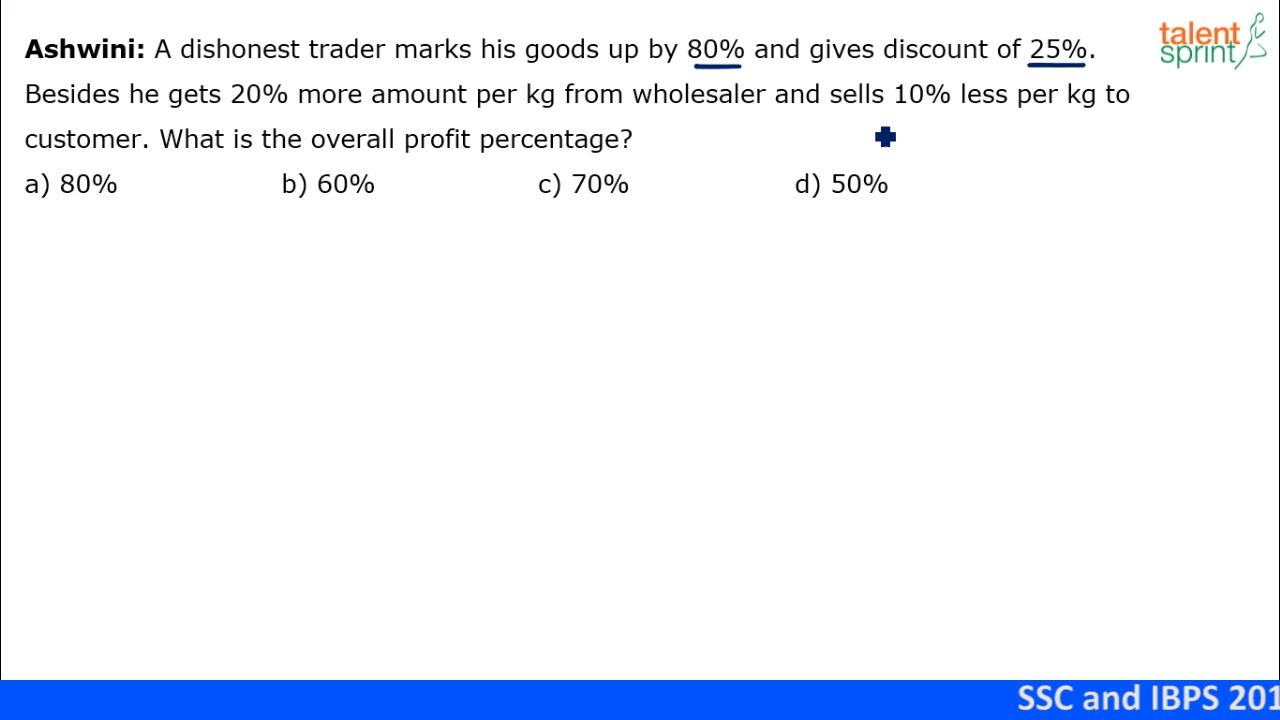 Ashwini: A dishonest trader marks his goods up by 80% and gives discount of 25%.
Besides he gets 20% more amount per kg from wholesaler and sells 10% less per kg to
customer. What is the overall profit percentage?
a) 80% b) 60% c) 70% d) 50%
talent
sprint
SSC and IBPS 201